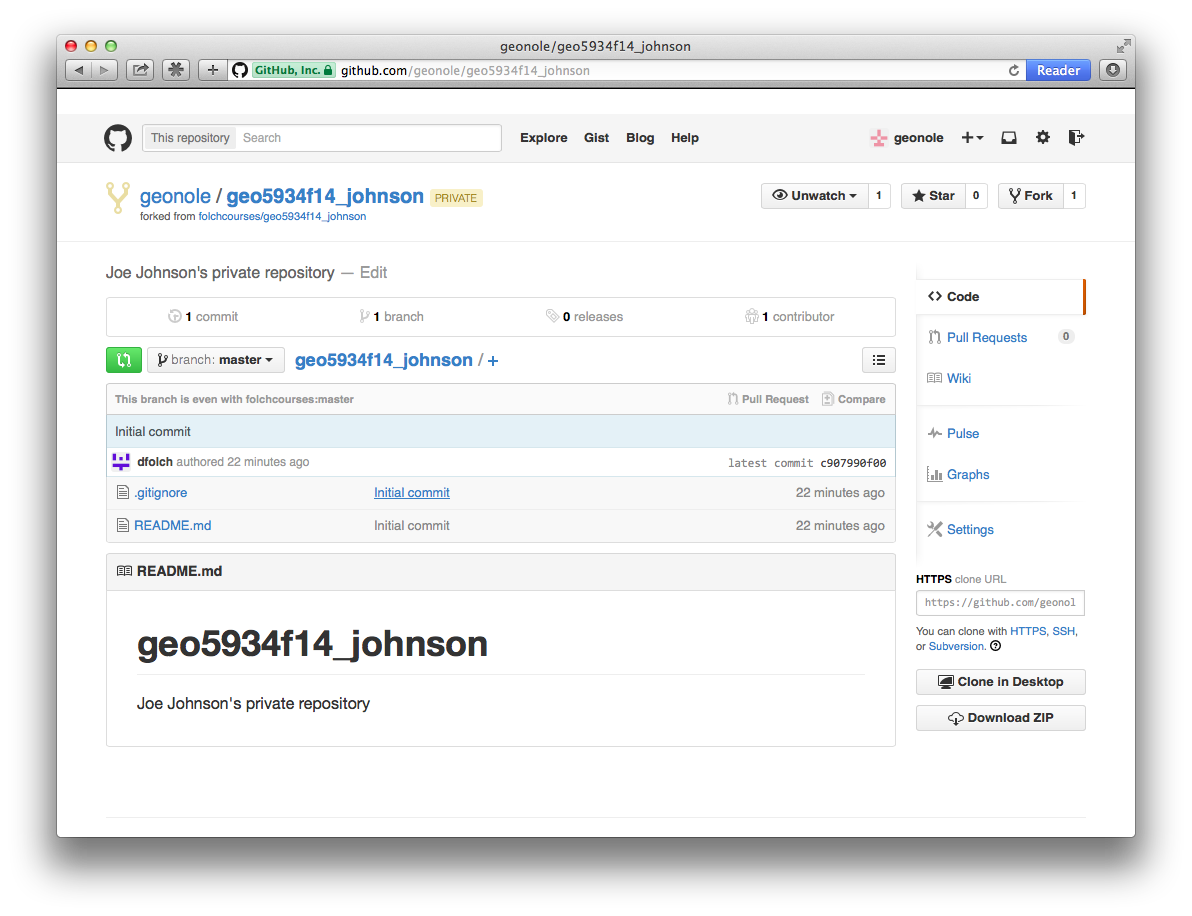 geonole/geo5934f14_johnson
GitHub, Inc. github.com/geonole/geo5934f14_johnson Reader
This repository Search Explore Gist Blog Help geonole
geonole / geo5934f14_johnson PRIVATE Unwatch 1 Star 0 Fork 1
forked from folchcourses/geo5934f14_johnson
Joe Johnson's private repository — Edit
1 commit 1 branch 0 releases 1 contributor
branch: master geo5934f14_johnson / +
This branch is even with folchcourses:master Pull Request Compare
Initial commit
dfolch authored 22 minutes ago latest commit c907990f00
.gitignore Initial commit 22 minutes ago
README.md Initial commit 22 minutes ago
README.md
geo5934f14_johnson
Joe Johnson's private repository
Code
Pull Requests 0
Wiki
Pulse
Graphs
Settings
HTTPS clone URL
https://github.com/geonol
You can clone with HTTPS, SSH,
or Subversion.
Clone in Desktop
Download ZIP